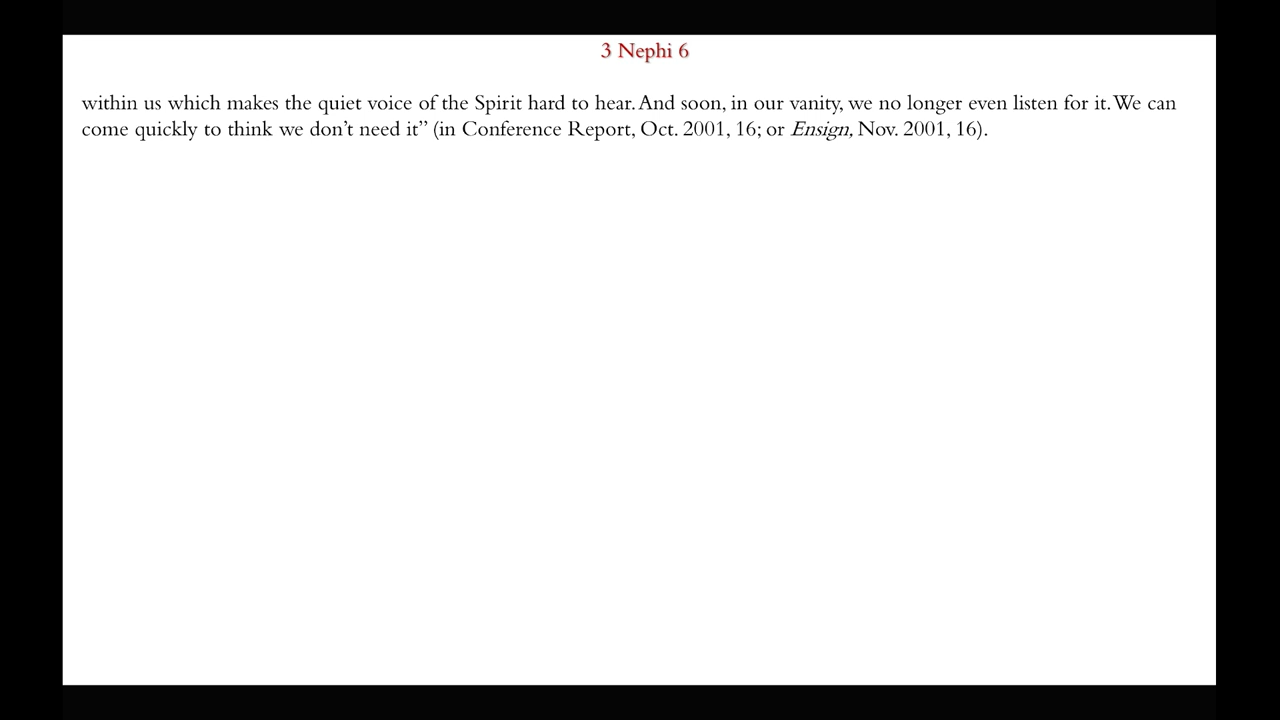 3 Nephi 6
within us which makes the quiet voice of the Spirit hard to hear. And soon, in our vanity, we no longer even listen for it. We can
come quickly to think we don’t need it” (in Conference Report, Oct. 2001, 16; or Ensign, Nov. 2001, 16).